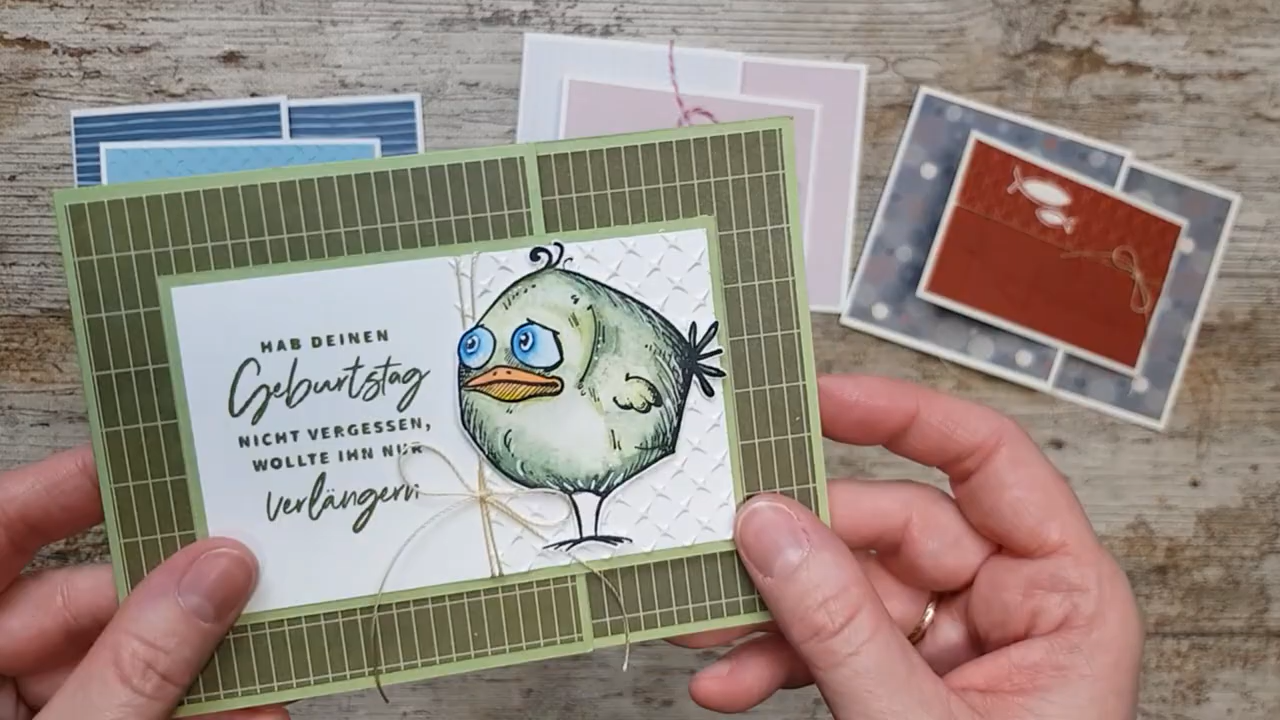 HAB DEINEN
Geburtstag
NICHT VERGESSEN,
WOLLTE IHN NUR
verlängern